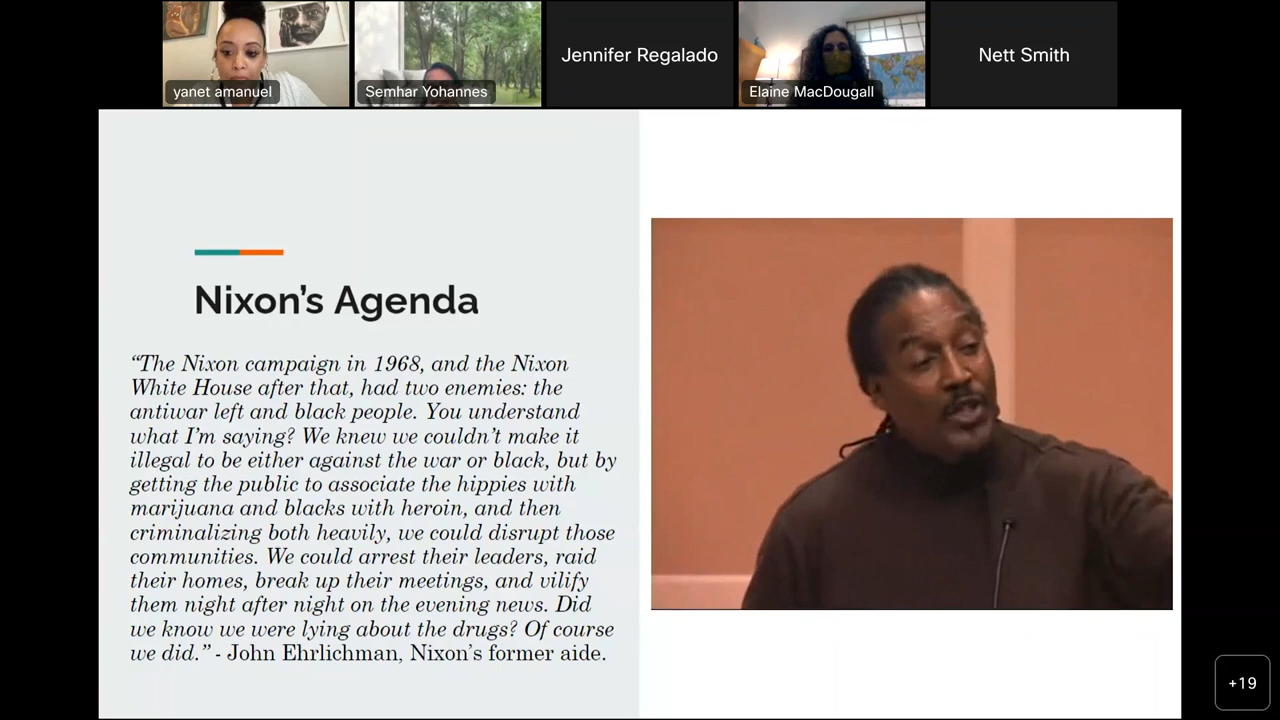 yanet amanuel
Semhar Yohannes
Jennifer Regalado
Elaine MacDougall
Nett Smith
Nixon’s Agenda
“The Nixon campaign in 1968, and the Nixon
White House after that, had two enemies: the
antiwar left and black people. You understand
what I’m saying? We knew we couldn’t make it
illegal to be either against the war or black, but by
getting the public to associate the hippies with
marijuana and blacks with heroin, and then
criminalizing both heavily, we could disrupt those
communities. We could arrest their leaders, raid
their homes, break up their meetings, and vilify
them night after night on the evening news. Did
we know we were lying about the drugs? Of course
we did.” - John Ehrlichman, Nixon’s former aide.
+19